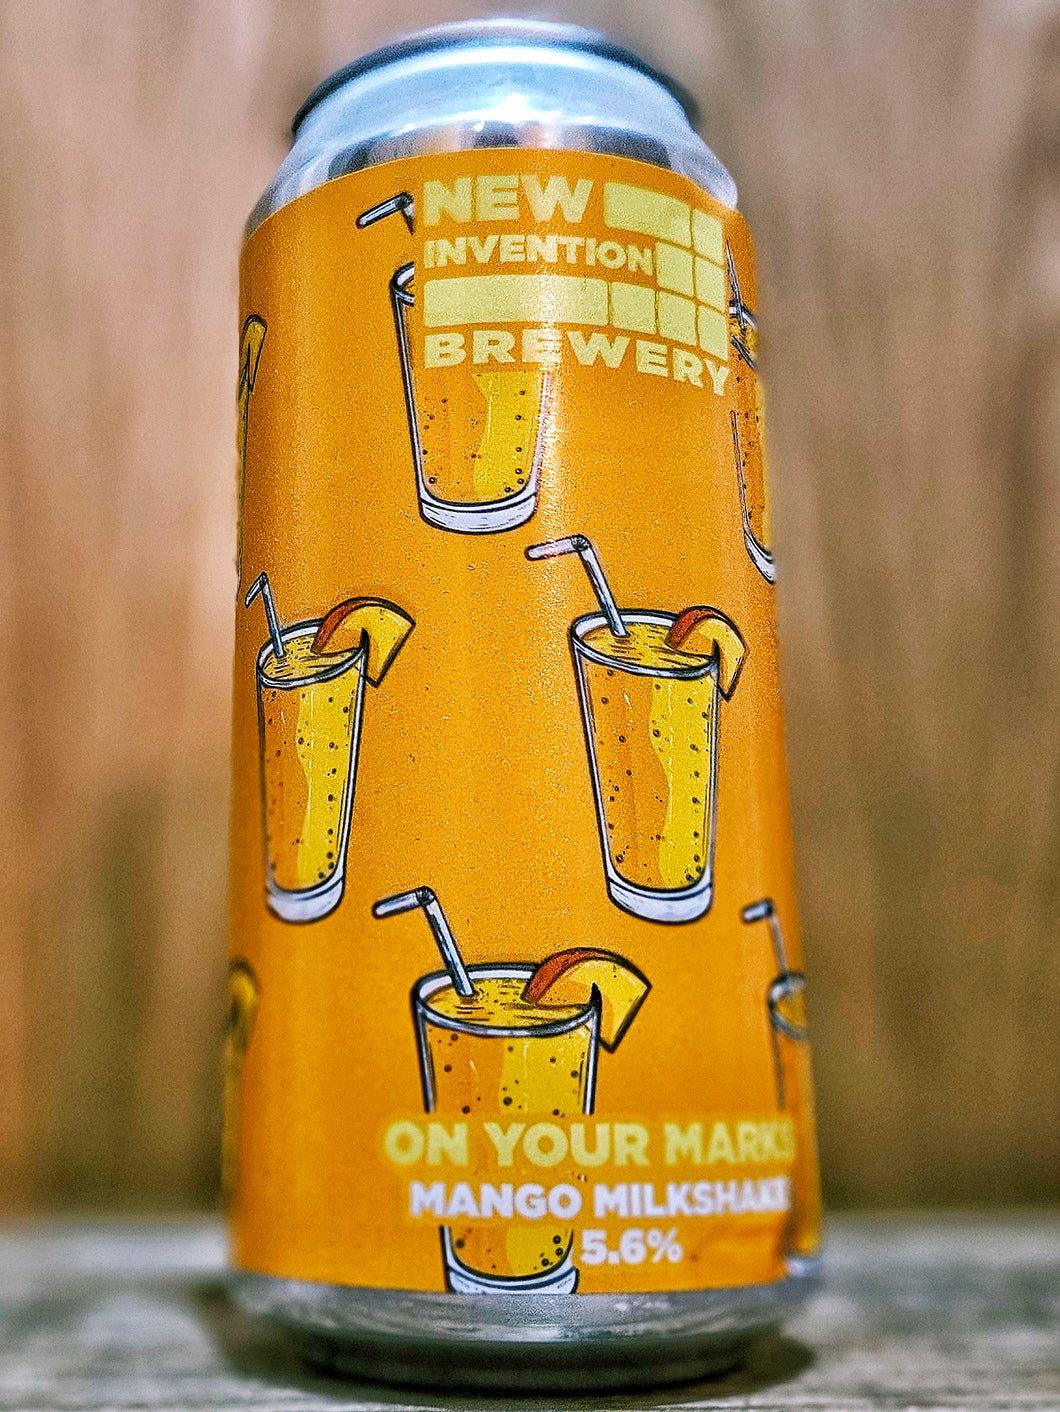 NEW
INVENTION
BREWERY
ON YOUR MARKS
MANGO MILKSHAKE
5.6%